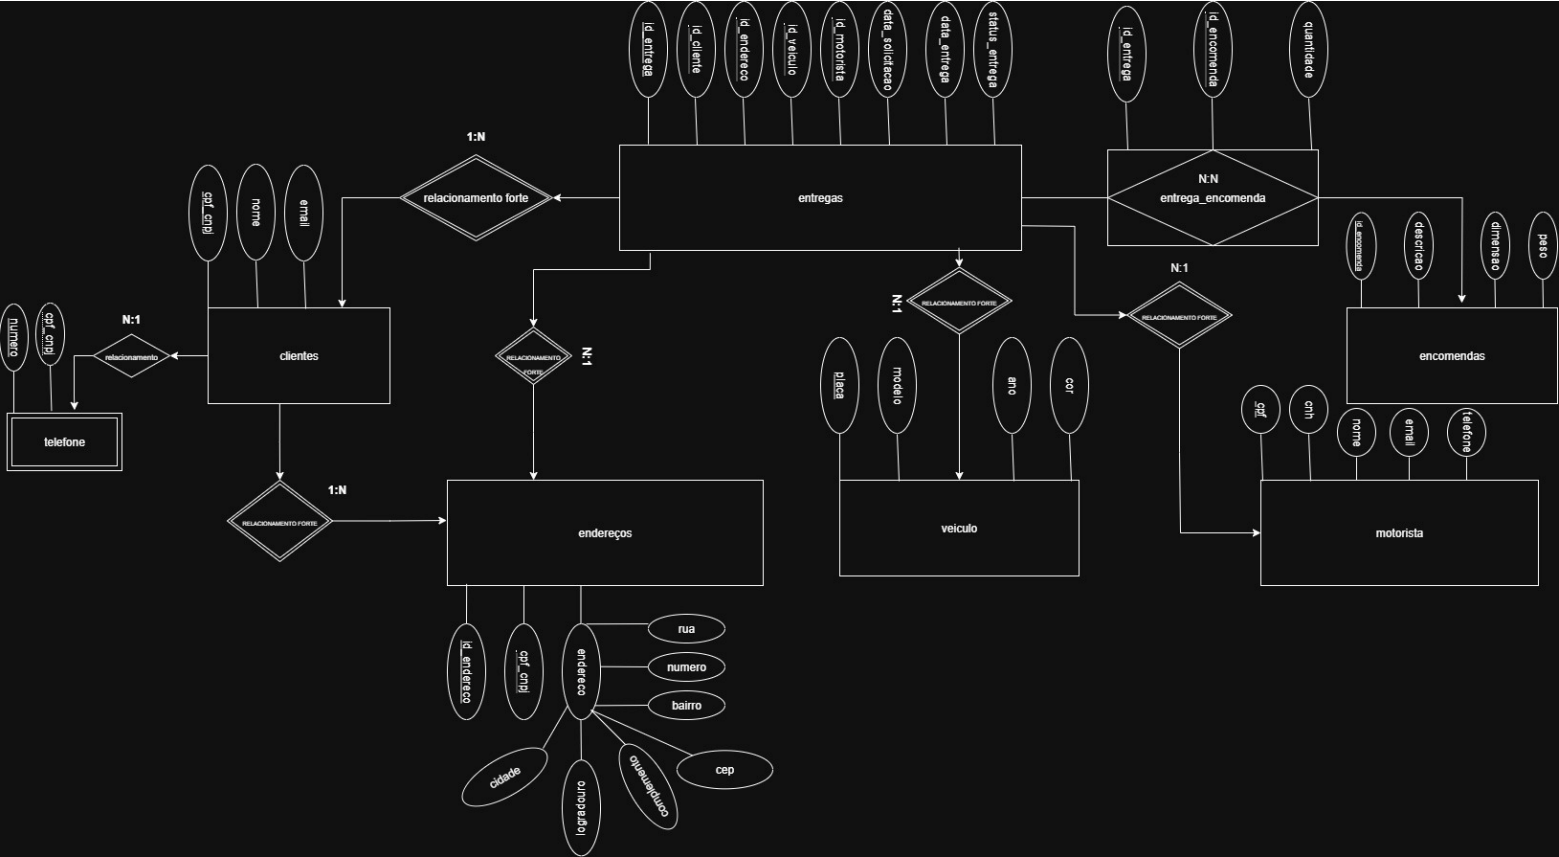 id_entrega
id_cliente
id_endereco
id_veiculo
id_motorista
data_solicitacao
data_entrega
status_entrega
id_entrega
id_encomenda
quantidade
1:N
relacionamento forte
entregas
N:N
entrega_encomenda
cpf_cnpj
nome
email
id_encomenda
descricao
dimensao
peso
N:1
RELACIONAMENTO FORTE
N:1
RELACIONAMENTO FORTE
numero
cpf_cnpj
N:1
relacionamento
clientes
RELACIONAMENTO
FORTE
N:1
encomendas
placa
modelo
ano
cor
cpf
cnh
nome
email
telefone
telefone
1:N
RELACIONAMENTO FORTE
endereços
veiculo
motorista
id_endereco
cpf_cnpj
endereco
rua
numero
bairro
cep
complemento
logradouro
cidade